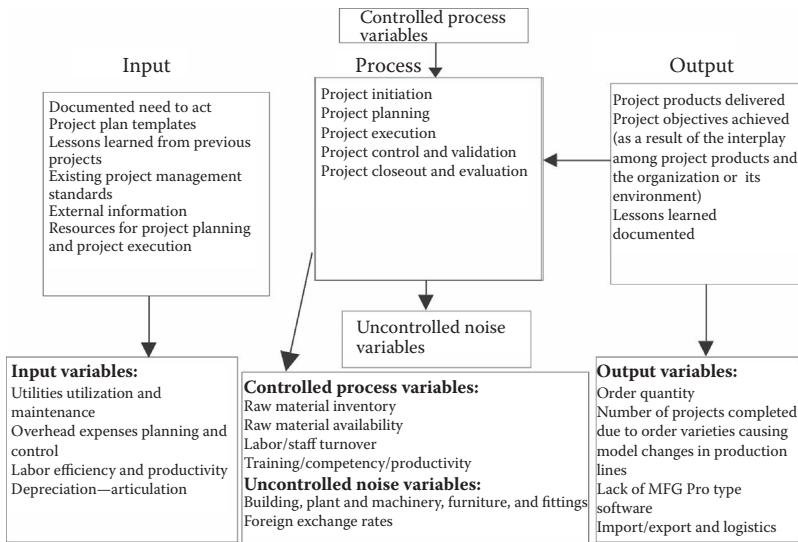 Controlled process
variables
Input
Process
Output
Documented need to act
Project plan templates
Lessons learned from previous
projects
Existing project management
standards
External information
Resources for project planning
and project execution
Project initiation
Project planning
Project execution
Project control and validation
Project closeout and evaluation
Project products delivered
Project objectives achieved
(as a result of the interplay
among project products and
the organization or its
environment)
Lessons learned
documented
Uncontrolled noise
variables
Input variables:
Utilities utilization and
maintenance
Overhead expenses planning and
control
Labor efficiency and productivity
Depreciation—articulation
Controlled process variables:
Raw material inventory
Raw material availability
Labor/staff turnover
Training/competency/productivity
Uncontrolled noise variables:
Building, plant and machinery, furniture, and fittings
Foreign exchange rates
Output variables:
Order quantity
Number of projects completed
due to order varieties causing
model changes in production
lines
Lack of MFG Pro type
software
Import/export and logistics